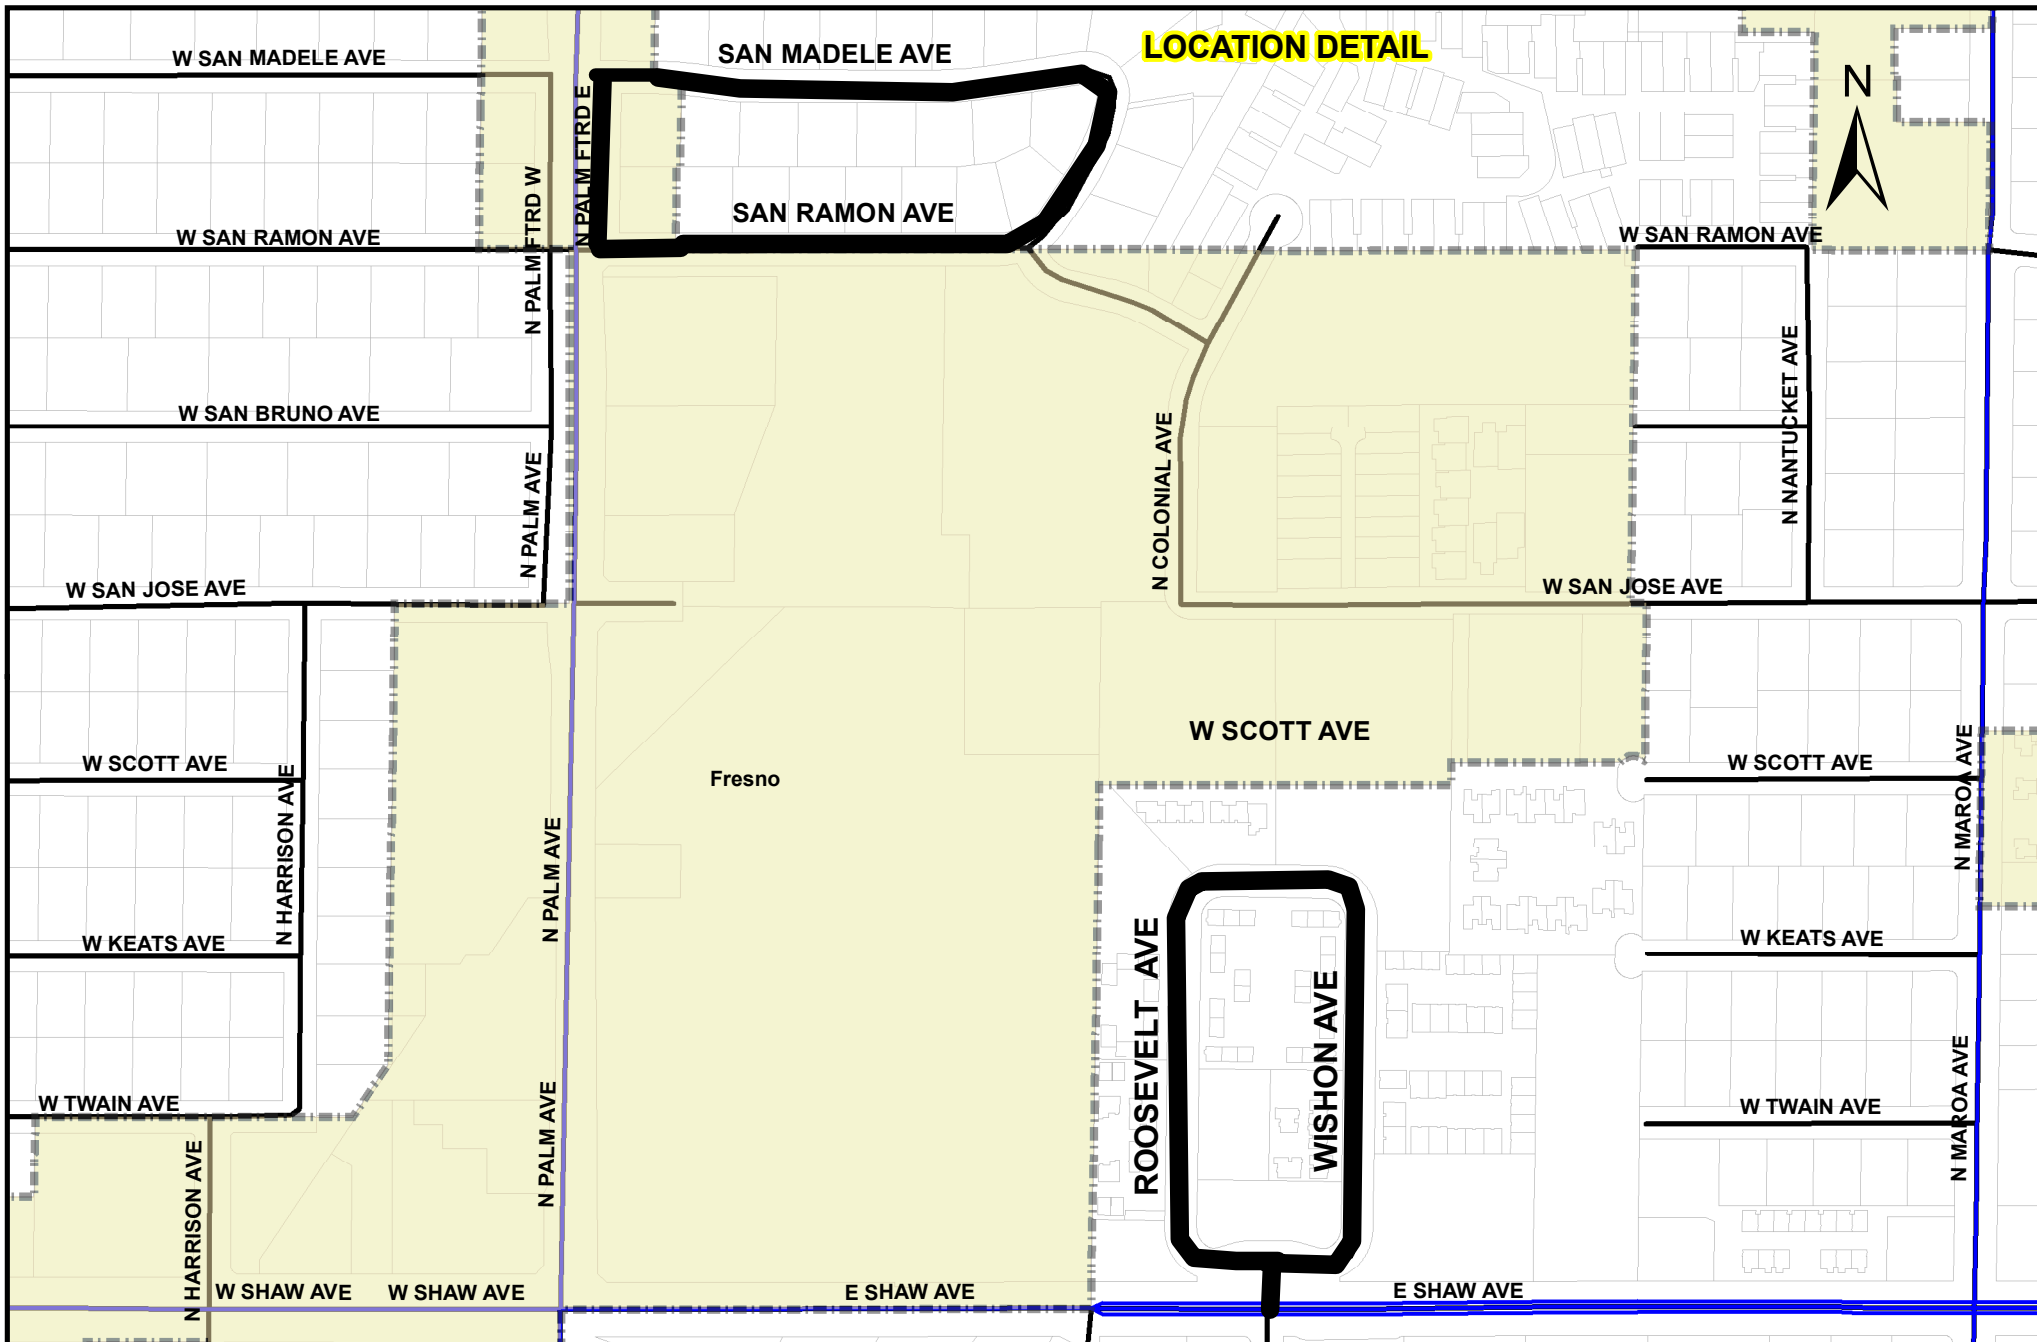 LOCATION DETAIL
W SAN MADELE AVE
SAN MADELE AVE
N
N PALM FTRD E
N PALM FTRD W
SAN RAMON AVE
W SAN RAMON AVE
W SAN RAMON AVE
W SAN BRUNO AVE
N PALM AVE
N COLONIAL AVE
N NANTUCKET AVE
W SAN JOSE AVE
W SAN JOSE AVE
W SCOTT AVE
W SCOTT AVE
W SCOTT AVE
Fresno
N HARRISON AVE
N PALM AVE
N MAROA AVE
W KEATS AVE
W KEATS AVE
ROOSEVELT AVE
WISHON AVE
W TWAIN AVE
W TWAIN AVE
N PALM AVE
N MAROA AVE
N HARRISON AVE
W SHAW AVE
W SHAW AVE
E SHAW AVE
E SHAW AVE